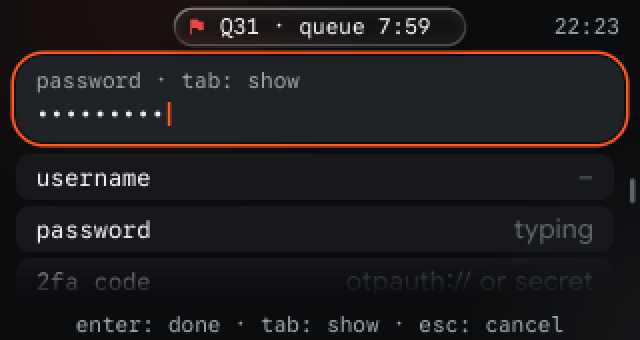 Q31 · queue 7:59
22:23
password · tab: show
•••••••••
username –
password typing
2fa code otpauth:// or secret
enter: done · tab: show · esc: cancel